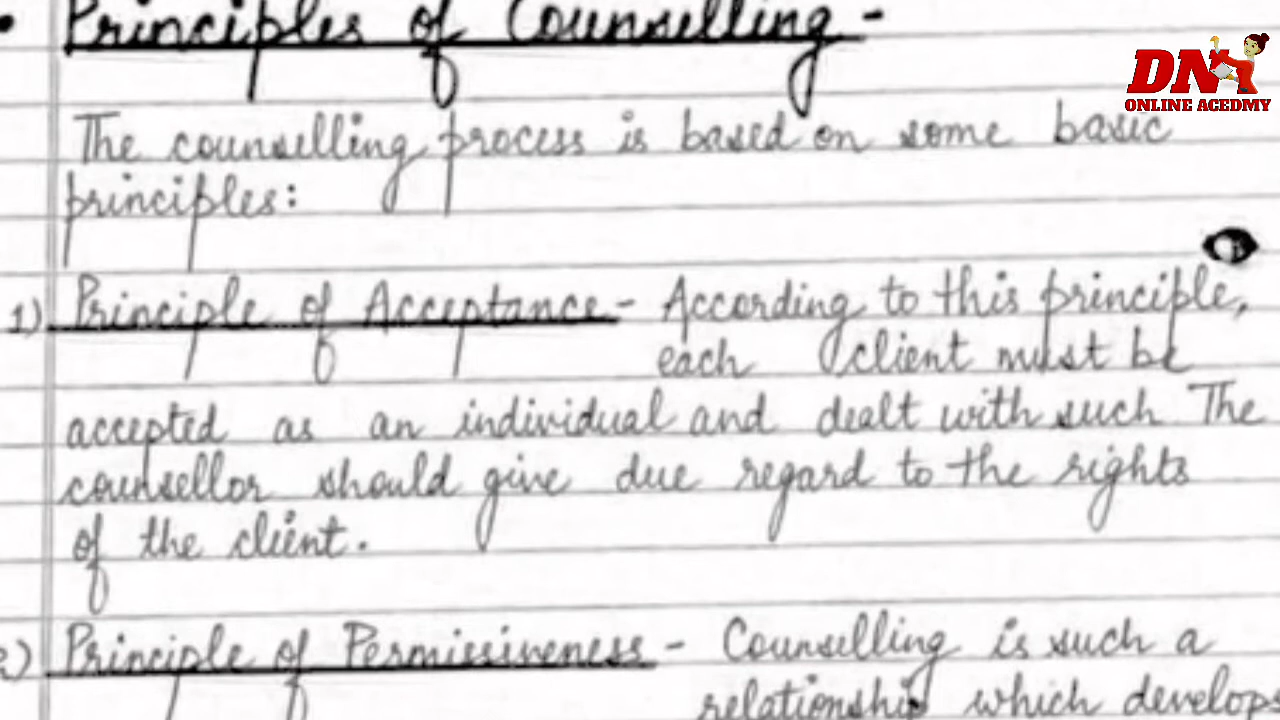 • Principles of Counselling -
DN
ONLINE ACEDMY
The counselling process is based on some basic
principles:
1) Principle of Acceptance - According to this principle,
each client must be
accepted as an individual and dealt with such The
counsellor should give due regard to the rights
of the client.
2) Principle of Permissiveness - Counselling is such a
relationship which develops